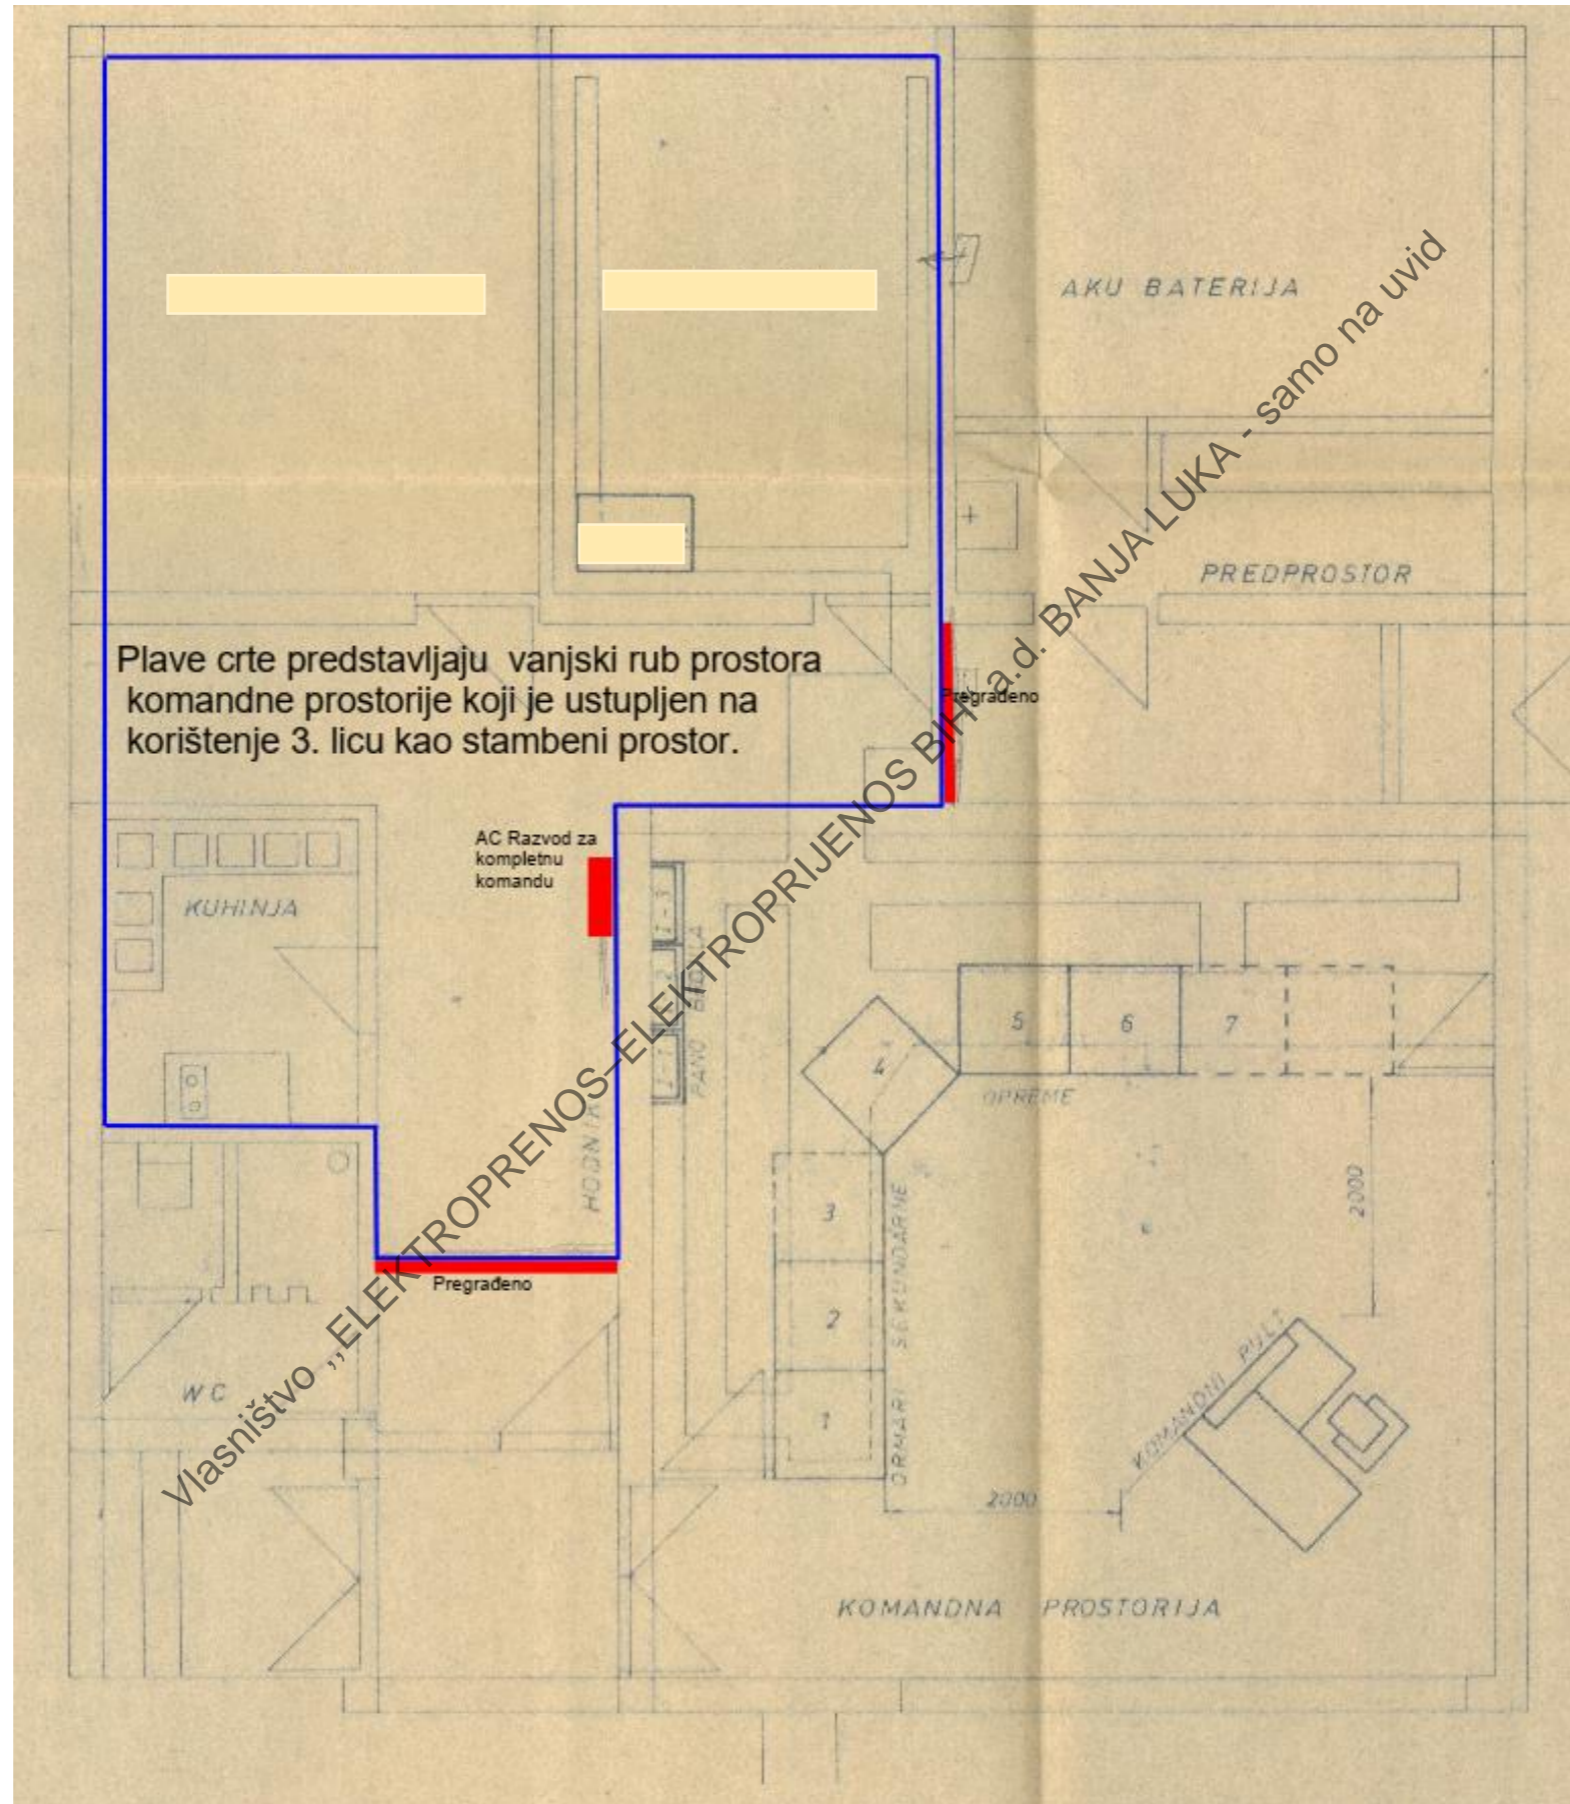 AKU BATERIJA
PREDPROSTOR
Plave crte predstavljaju vanjski rub prostora
komandne prostorije koji je ustupljen na
korištenje 3. licu kao stambeni prostor.
Pregrađeno
AC Razvod za
kompletnu
komandu
KUHINJA
PANO
HODNIK
4
5
6
7
OPREME
3
2
1
ORMARI SEKUNDARNE
2000
2000
KOMANDNI PULT
Pregrađeno
WC
KOMANDNA PROSTORIJA
Vlasništvo ,,ELEKTROPRENOS–ELEKTROPRIJENOS BIH" a.d. BANJA LUKA - samo na uvid